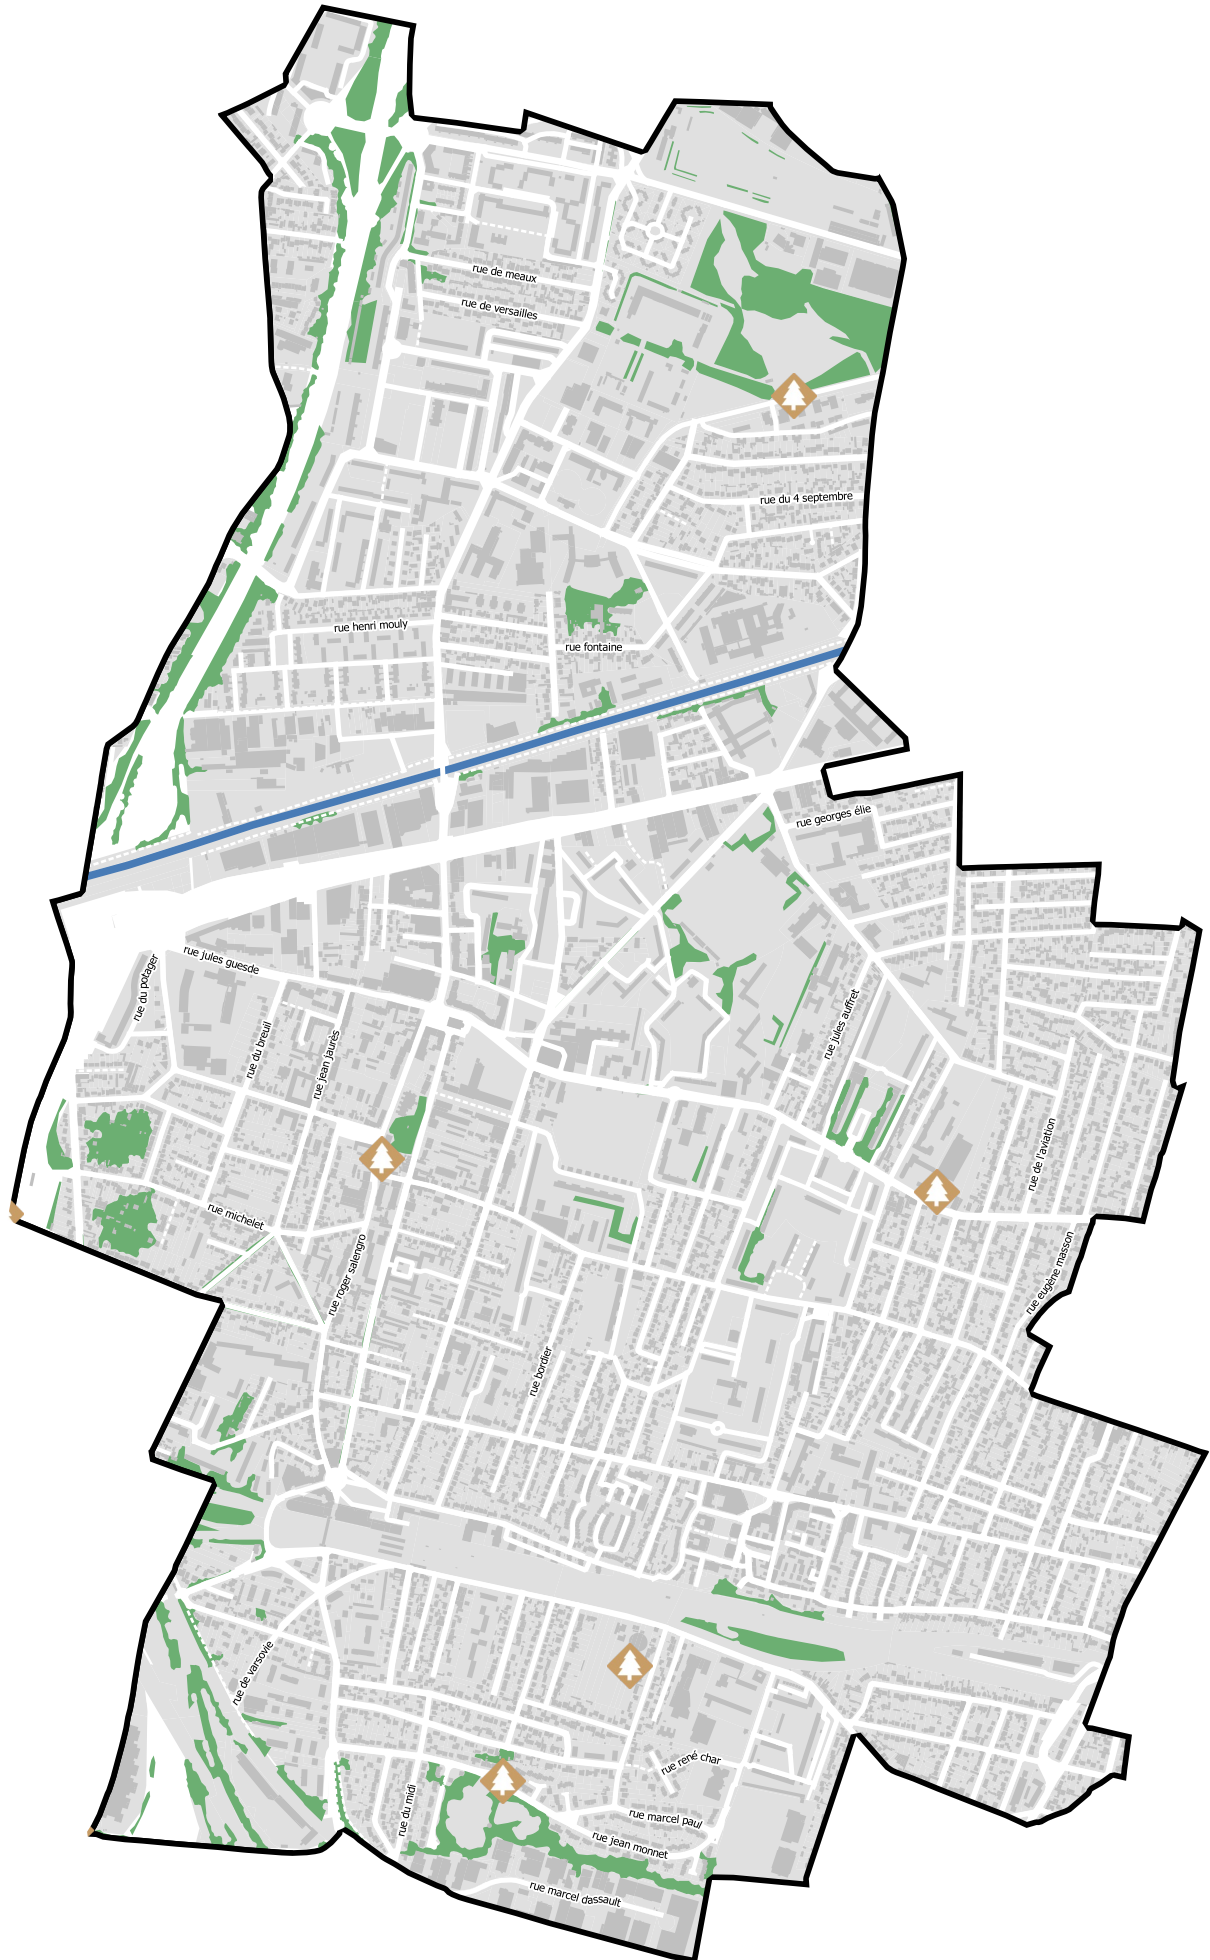 rue de meaux
rue de versailles
rue du 4 septembre
rue henri mouly
rue fontaine
rue georges élie
rue jules guesde
rue du potager
rue jules auffret
rue du breuil
rue jean jaurès
rue de l'aviation
rue michelet
rue roger salengro
rue eugène masson
rue bordier
rue de varsovie
rue rené char
rue du midi
rue marcel paul
rue jean monnet
rue marcel dassault